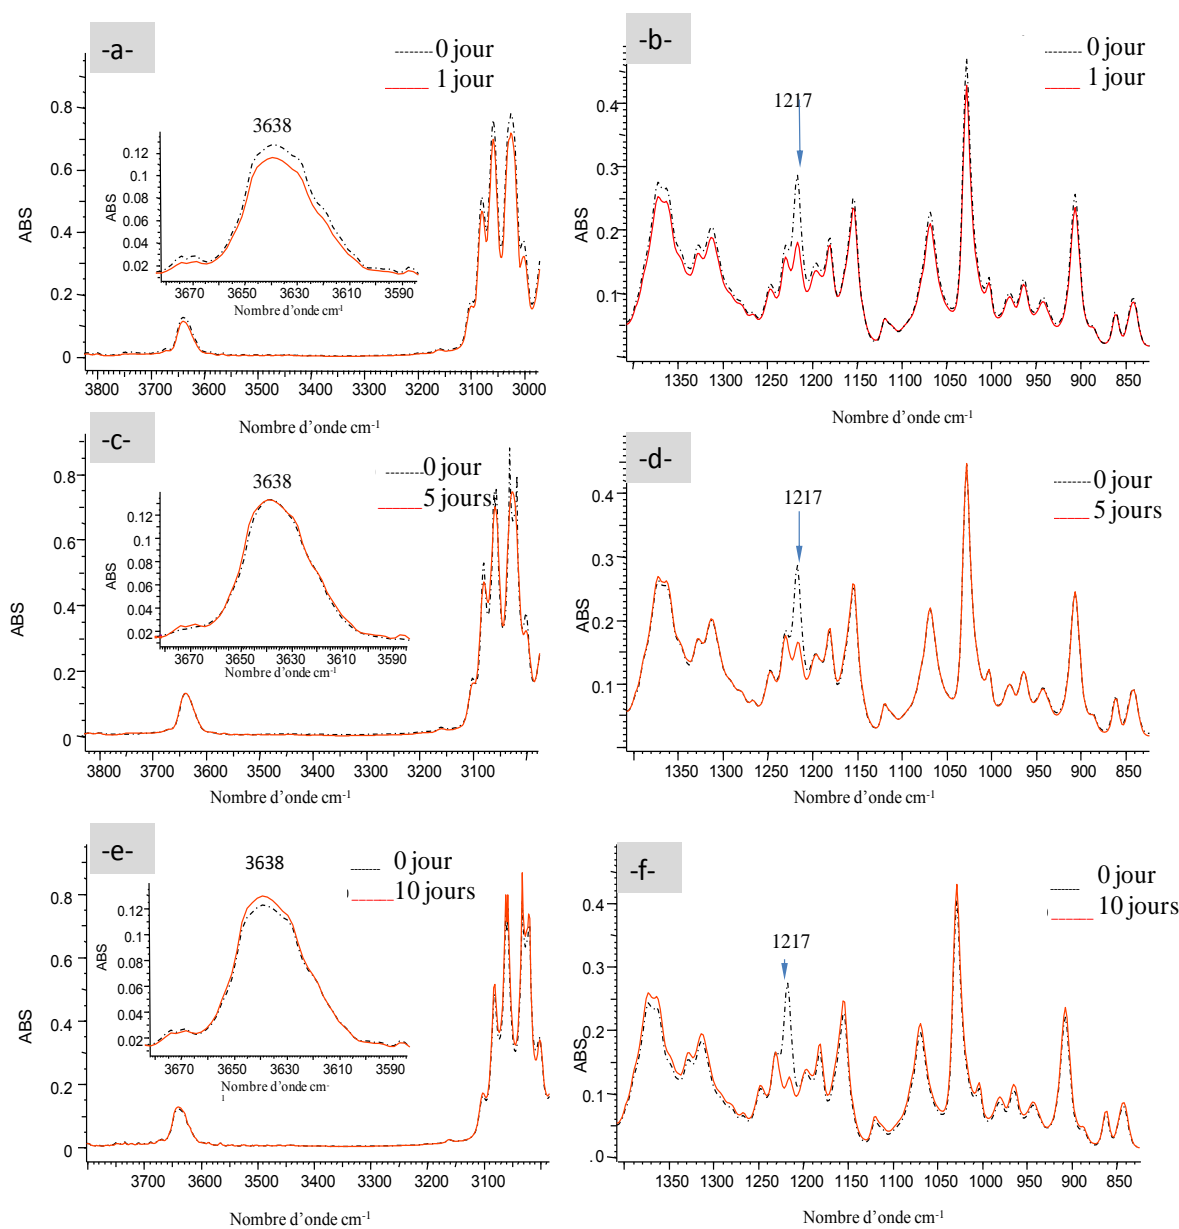 -a-
0 jour
1 jour
ABS
0.8
0.6
0.4
0.2
0
3638
ABS
0.12
0.10
0.08
0.06
0.04
0.02
3670 3650 3630 3610 3590
Nombre d'onde cm-1
3800 3700 3600 3500 3400 3300 3200 3100 3000
Nombre d'onde cm-1
-b-
0 jour
1 jour
1217
ABS
0.4
0.3
0.2
0.1
1350 1300 1250 1200 1150 1100 1050 1000 950 900 850
Nombre d'onde cm-1
-c-
0 jour
5 jours
ABS
0.8
0.6
0.4
0.2
0
3638
ABS
0.12
0.10
0.08
0.06
0.04
0.02
3670 3650 3630 3610 3590
Nombre d'onde cm-1
3800 3700 3600 3500 3400 3300 3200 3100
Nombre d'onde cm-1
-d-
0 jour
5 jours
1217
ABS
0.4
0.3
0.2
0.1
1350 1300 1250 1200 1150 1100 1050 1000 950 900 850
Nombre d'onde cm-1
-e-
0 jour
10 jours
ABS
0.8
0.6
0.4
0.2
0
3638
ABS
0.12
0.10
0.08
0.06
0.04
0.02
3670 3650 3630 3610 3590
Nombre d'onde cm-
1
3700 3600 3500 3400 3300 3200 3100
Nombre d'onde cm-1
-f-
0 jour
10 jours
1217
ABS
0.4
0.3
0.2
0.1
.0
1350 1300 1250 1200 1150 1100 1050 1000 950 900 850
Nombre d'onde cm-1